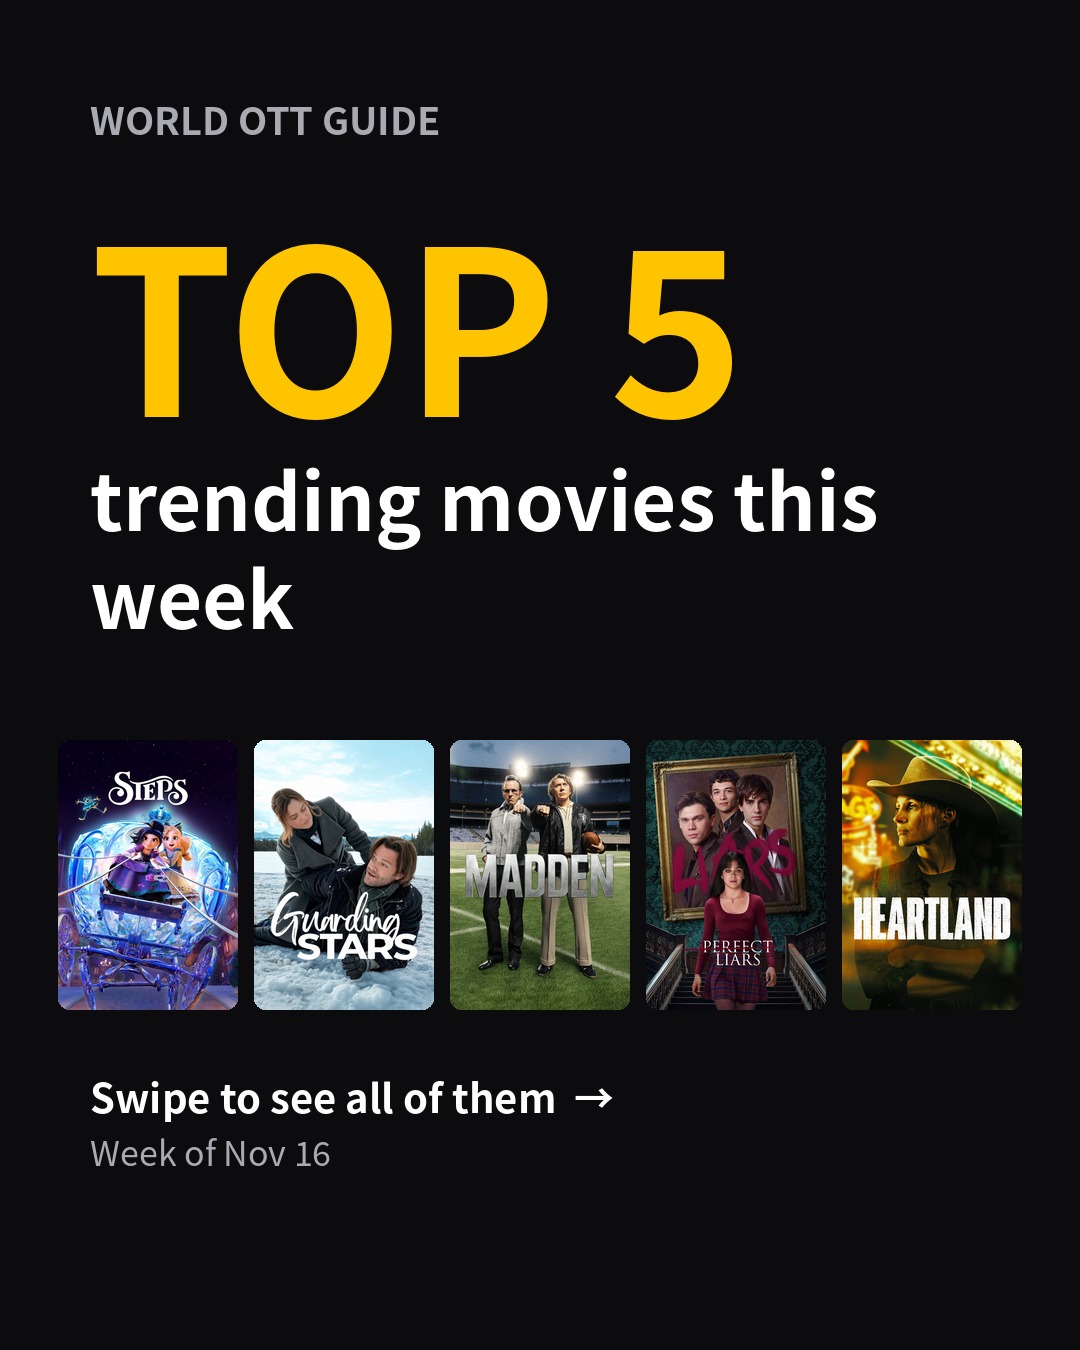 WORLD OTT GUIDE
TOP 5
trending movies this
week
STEPS
Guarding
STARS
MADDEN
LIARS
PERFECT
LIARS
HEARTLAND
Swipe to see all of them →
Week of Nov 16